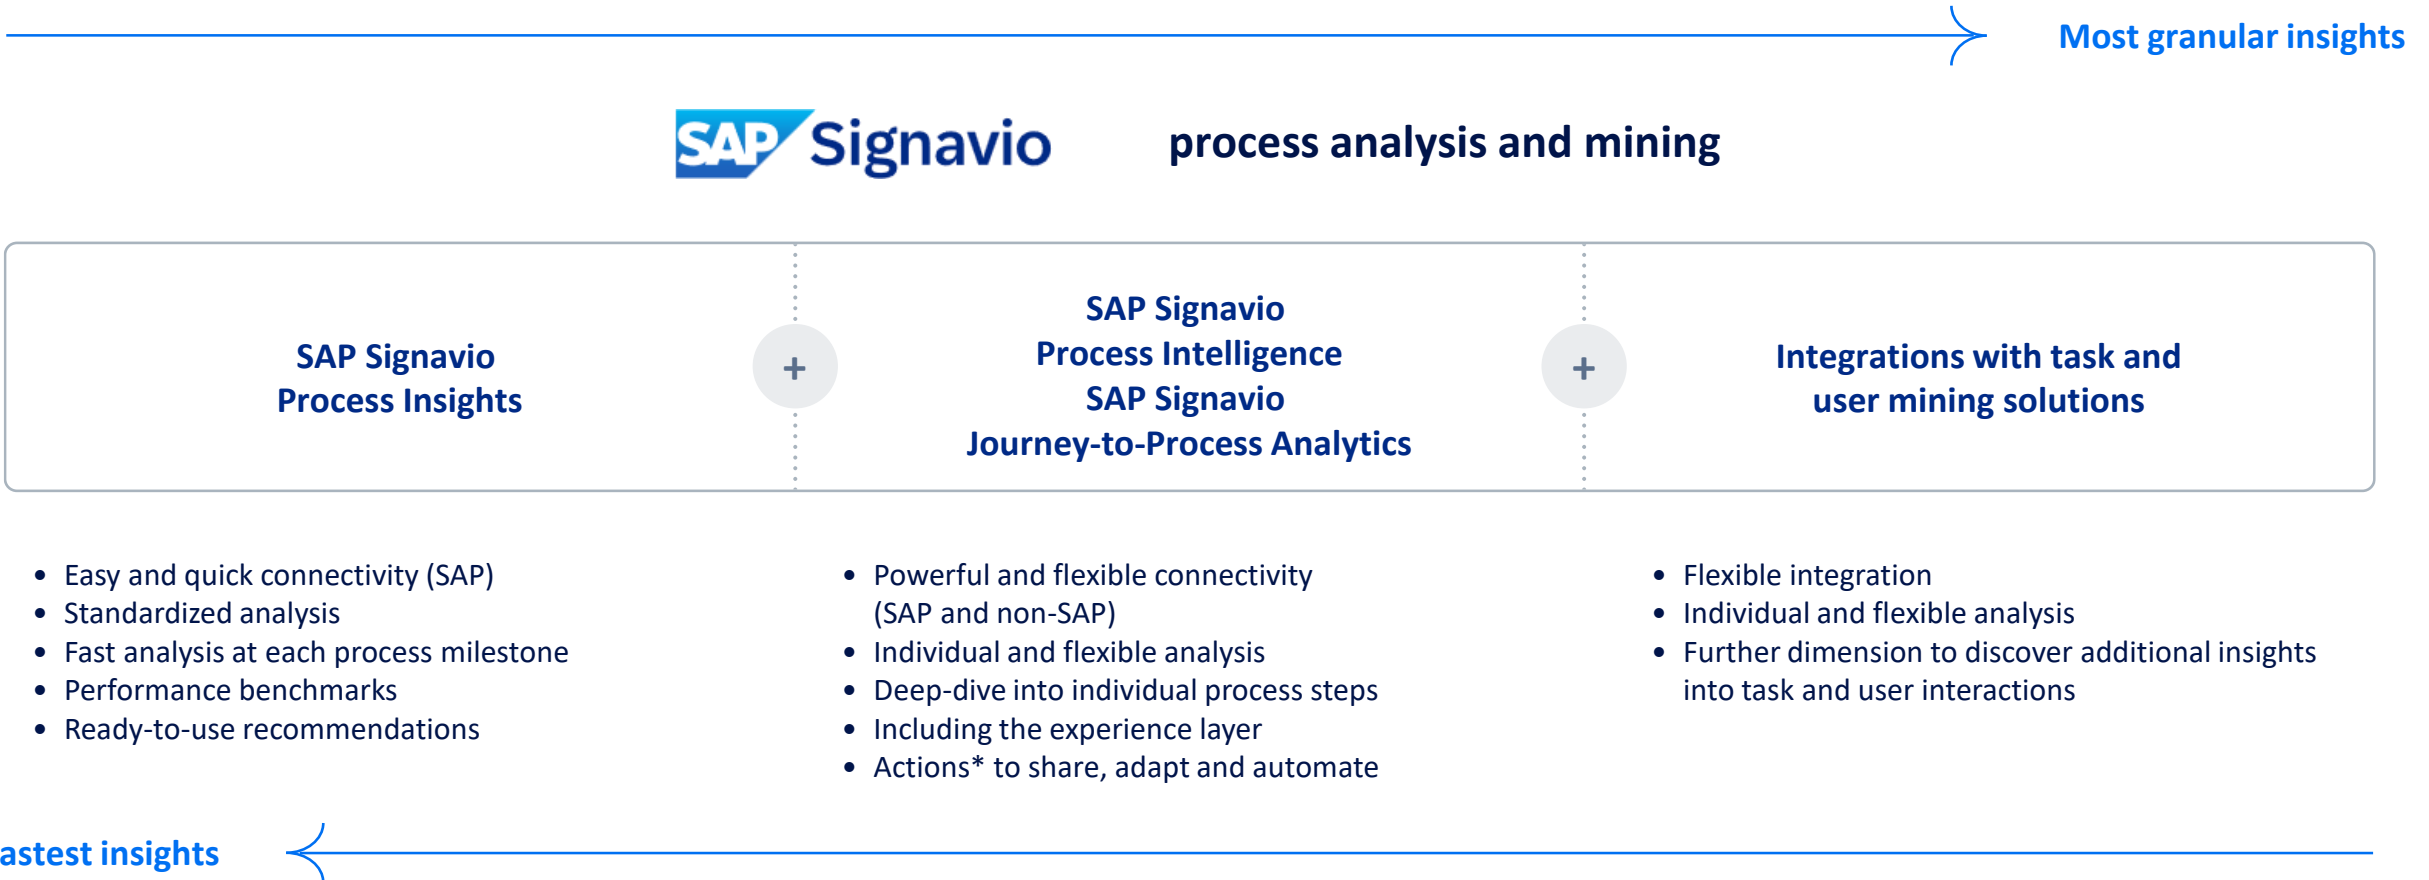 Most granular insights
SAP Signavio process analysis and mining
SAP Signavio
Process Insights
+
SAP Signavio
Process Intelligence
SAP Signavio
Journey-to-Process Analytics
+
Integrations with task and
user mining solutions
• Easy and quick connectivity (SAP)
• Standardized analysis
• Fast analysis at each process milestone
• Performance benchmarks
• Ready-to-use recommendations
• Powerful and flexible connectivity
(SAP and non-SAP)
• Individual and flexible analysis
• Deep-dive into individual process steps
• Including the experience layer
• Actions* to share, adapt and automate
• Flexible integration
• Individual and flexible analysis
• Further dimension to discover additional insights
into task and user interactions
astest insights